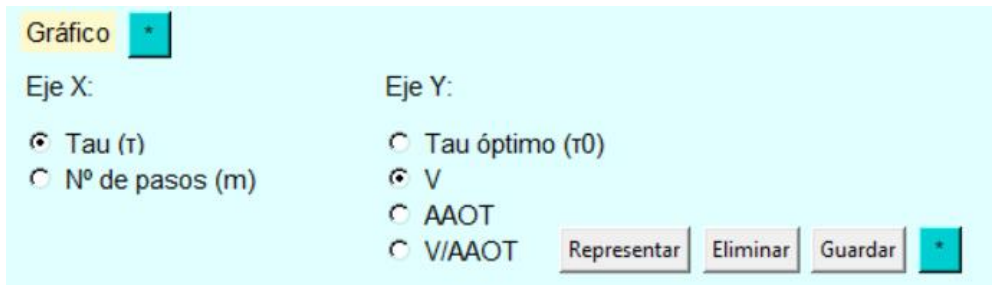 Gráfico *
Eje X: Eje Y:
Tau (τ) Tau óptimo (τ0)
Nº de pasos (m) V
AAOT
V/AAOT Representar Eliminar Guardar *